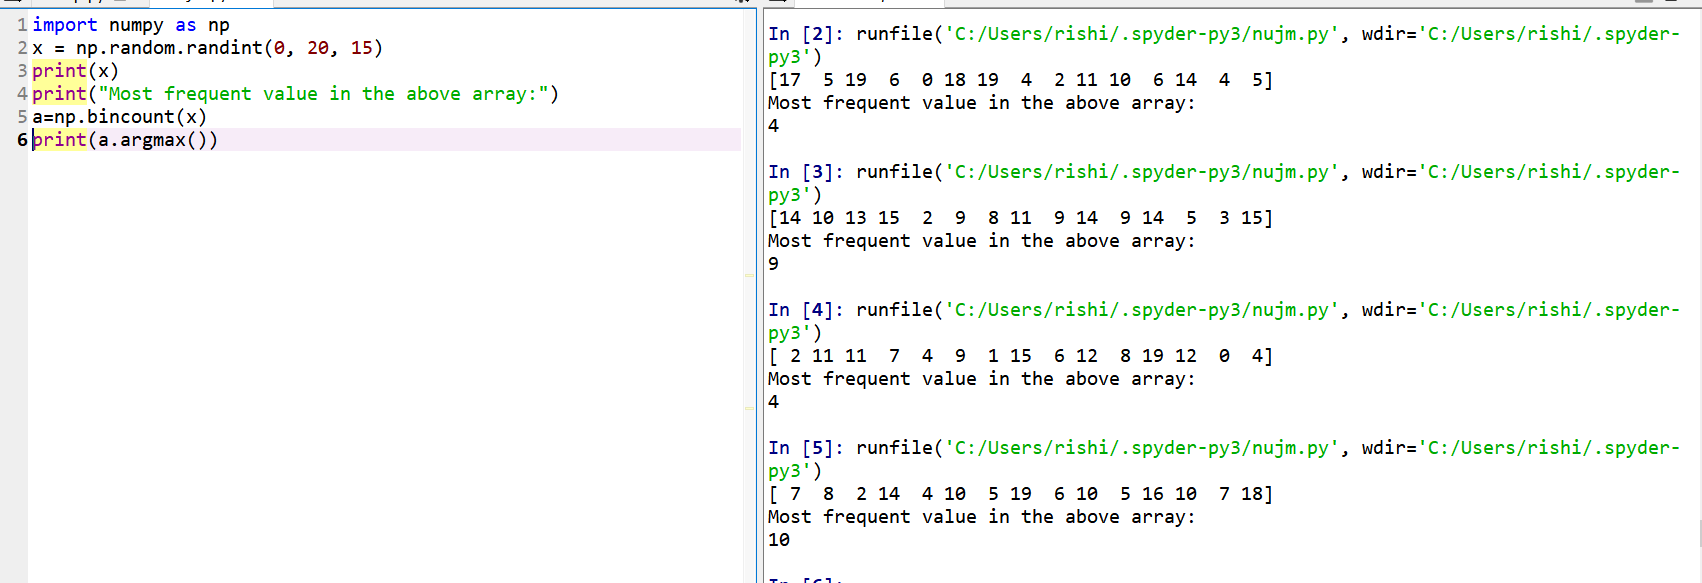 1 import numpy as np
2 x = np.random.randint(0, 20, 15)
3 print(x)
4 print("Most frequent value in the above array:")
5 a=np.bincount(x)
6 print(a.argmax())
In [2]: runfile('C:/Users/rishi/.spyder-py3/nujm.py', wdir='C:/Users/rishi/.spyder-
py3')
[17  5 19  6  0 18 19  4  2 11 10  6 14  4  5]
Most frequent value in the above array:
4
In [3]: runfile('C:/Users/rishi/.spyder-py3/nujm.py', wdir='C:/Users/rishi/.spyder-
py3')
[14 10 13 15  2  9  8 11  9 14  9 14  5  3 15]
Most frequent value in the above array:
9
In [4]: runfile('C:/Users/rishi/.spyder-py3/nujm.py', wdir='C:/Users/rishi/.spyder-
py3')
[ 2 11 11  7  4  9  1 15  6 12  8 19 12  0  4]
Most frequent value in the above array:
4
In [5]: runfile('C:/Users/rishi/.spyder-py3/nujm.py', wdir='C:/Users/rishi/.spyder-
py3')
[ 7  8  2 14  4 10  5 19  6 10  5 16 10  7 18]
Most frequent value in the above array:
10